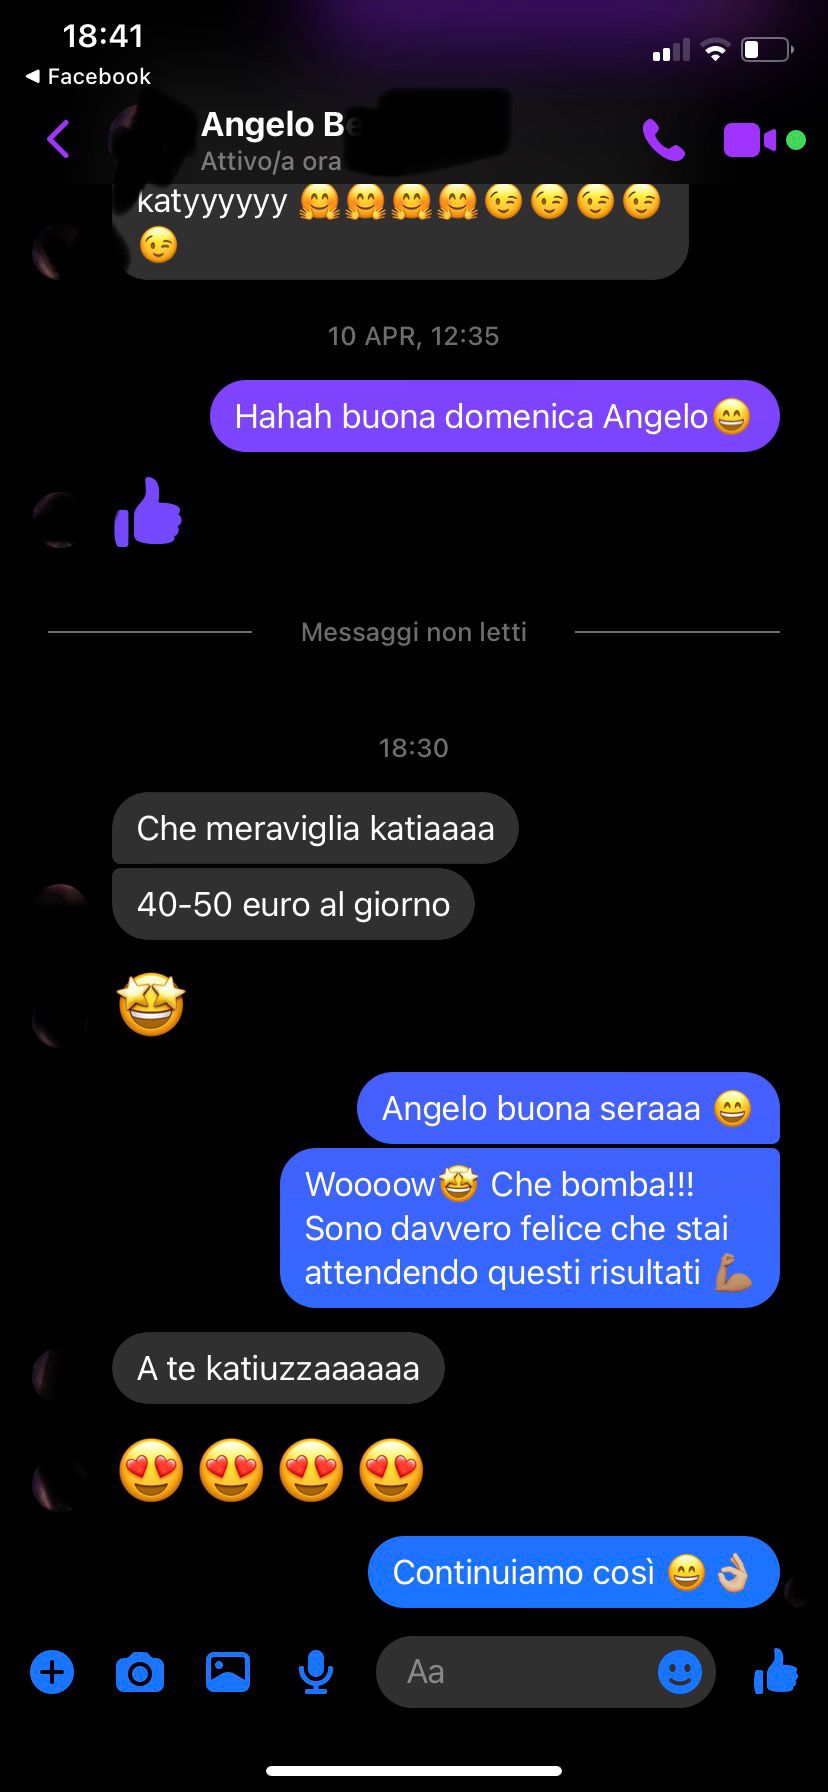 18:41
◀ Facebook
Angelo Be
Attivo/a ora
katyyyyyy 🤗🤗🤗🤗😉😉😉😉
😉
10 APR, 12:35
Hahah buona domenica Angelo😄
Messaggi non letti
18:30
Che meraviglia katiaaaa
40-50 euro al giorno
🤩
Angelo buona seraaa 😄
Woooow🤩 Che bomba!!!
Sono davvero felice che stai
attendendo questi risultati 💪🏽
A te katiuzzaaaaaa
😍😍😍😍
Continuiamo così 😄👌🏼
Aa